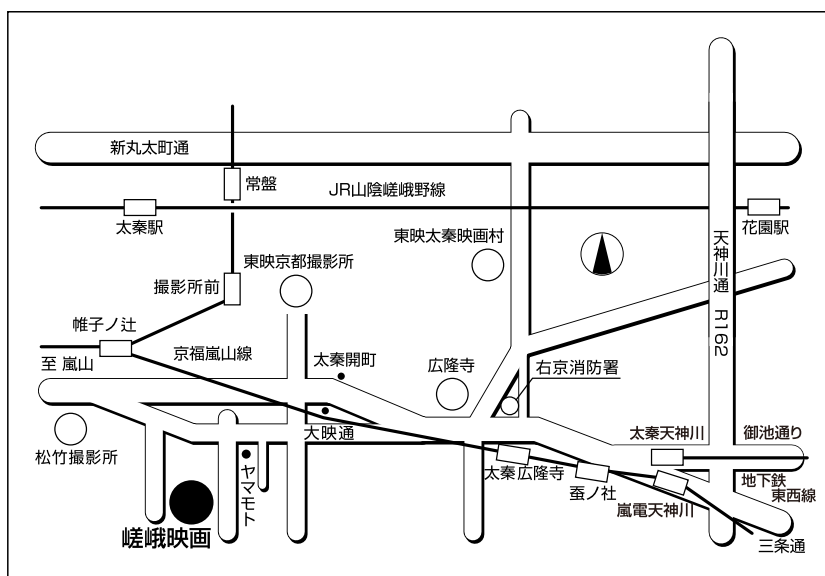 新丸太町通
常盤
JR山陰嵯峨野線
太秦駅
花園駅
東映太秦映画村
天神川通 R162
東映京都撮影所
撮影所前
帷子ノ辻
京福嵐山線
太秦開町
至 嵐山
広隆寺
右京消防署
大映通
太秦天神川
御池通り
松竹撮影所
ヤマモト
太秦広隆寺
地下鉄
東西線
蚕ノ社
嵐電天神川
嵯峨映画
三条通